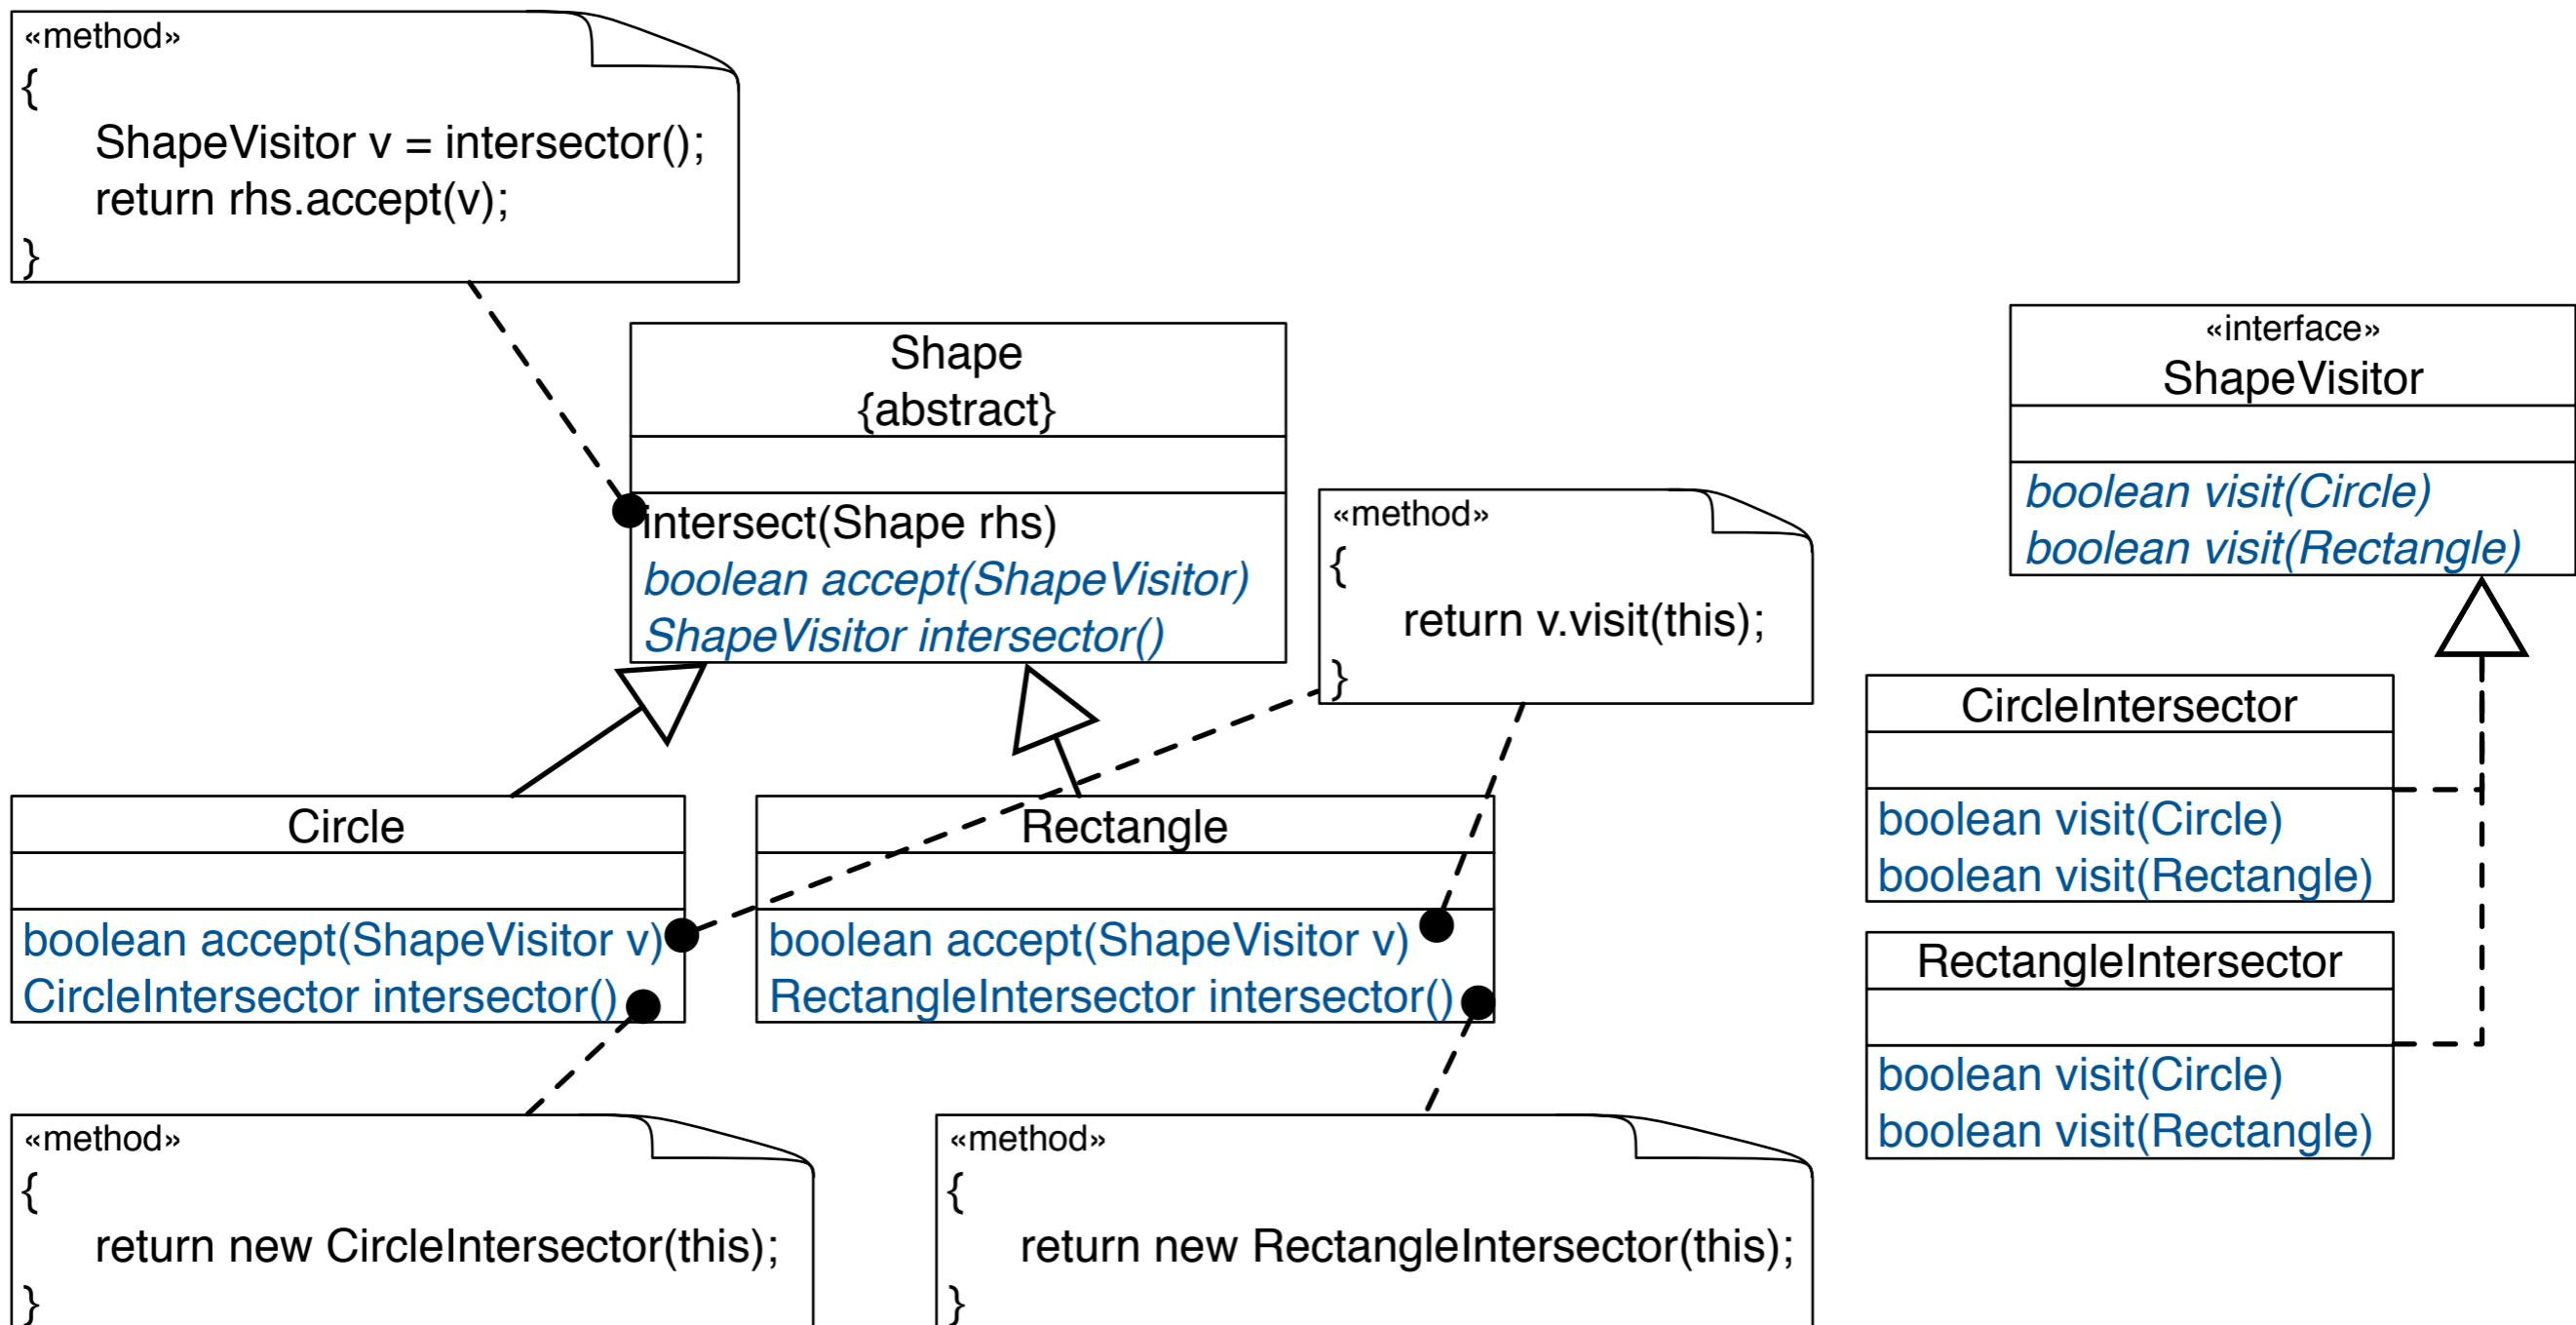 «method»
{
ShapeVisitor v = intersector();
return rhs.accept(v);
}
Shape
{abstract}
intersect(Shape rhs)
boolean accept(ShapeVisitor)
ShapeVisitor intersector()
«method»
{
return v.visit(this);
}
«interface»
ShapeVisitor
boolean visit(Circle)
boolean visit(Rectangle)
Circle
boolean accept(ShapeVisitor v)
CircleIntersector intersector()
Rectangle
boolean accept(ShapeVisitor v)
RectangleIntersector intersector()
CircleIntersector
boolean visit(Circle)
boolean visit(Rectangle)
RectangleIntersector
boolean visit(Circle)
boolean visit(Rectangle)
«method»
{
return new CircleIntersector(this);
}
«method»
{
return new RectangleIntersector(this);
}